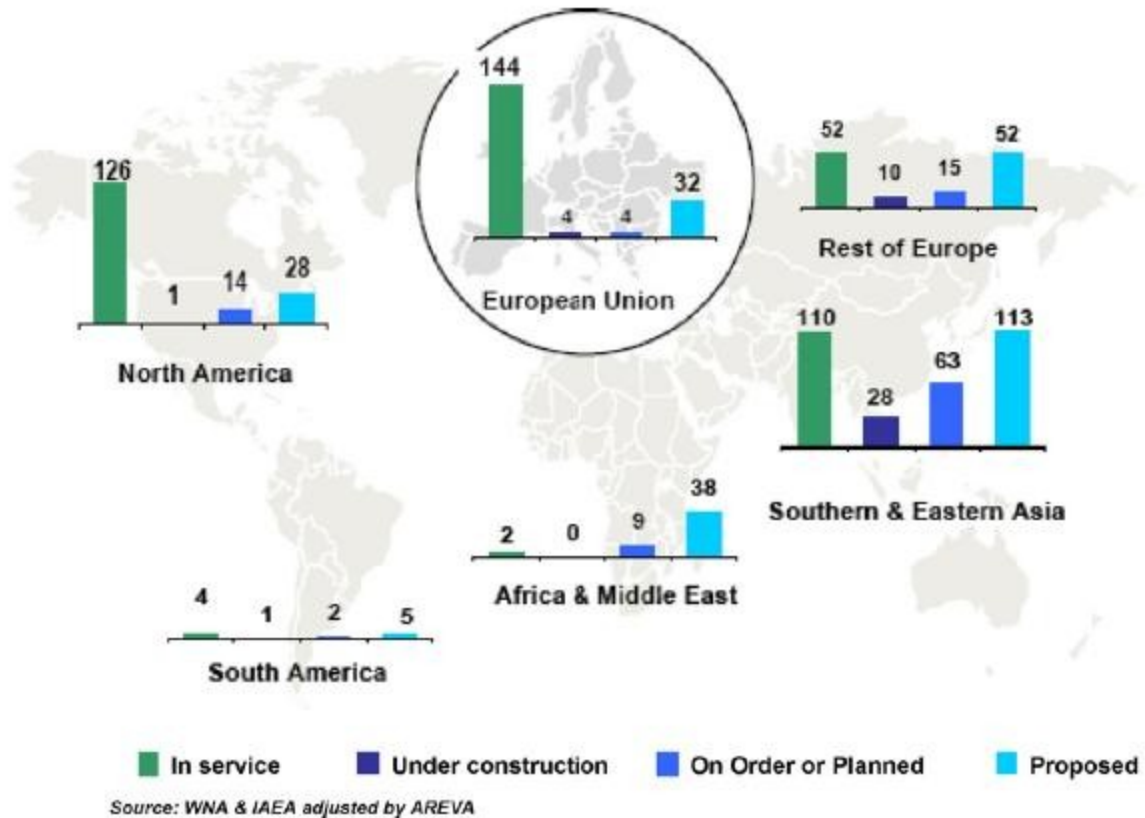 144
4
4
32
European Union
126
1
14
28
North America
52
10
15
52
Rest of Europe
110
28
63
113
Southern & Eastern Asia
2
0
9
38
Africa & Middle East
4
1
2
5
South America
In service
Under construction
On Order or Planned
Proposed
Source: WNA & IAEA adjusted by AREVA